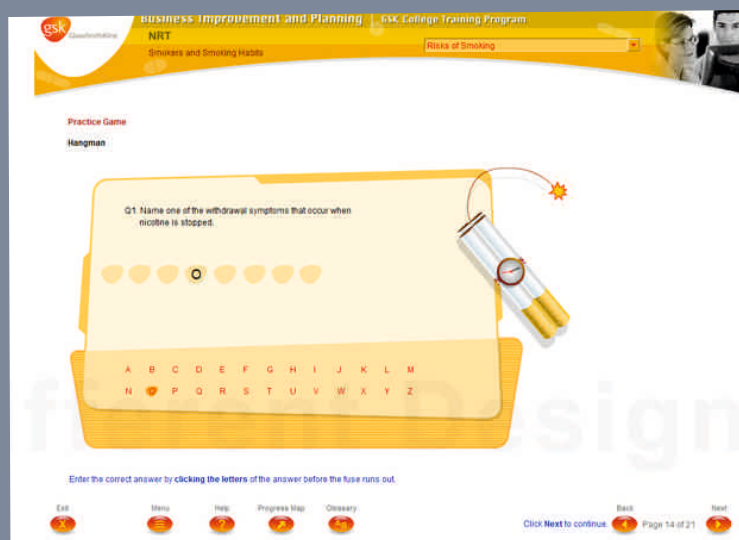 gsk GlaxoSmithKline
Business Improvement and Planning | GSK College Training Program
NRT
Smokers and Smoking Habits
Risks of Smoking
Practice Game
Hangman
Q1. Name one of the withdrawal symptoms that occur when
nicotine is stopped.
O
A B C D E F G H I J K L M
N O P Q R S T U V W X Y Z
fferent Design
Enter the correct answer by clicking the letters of the answer before the fuse runs out.
Exit Menu Help Progress Map Glossary Back Next
Click Next to continue. Page 14 of 21